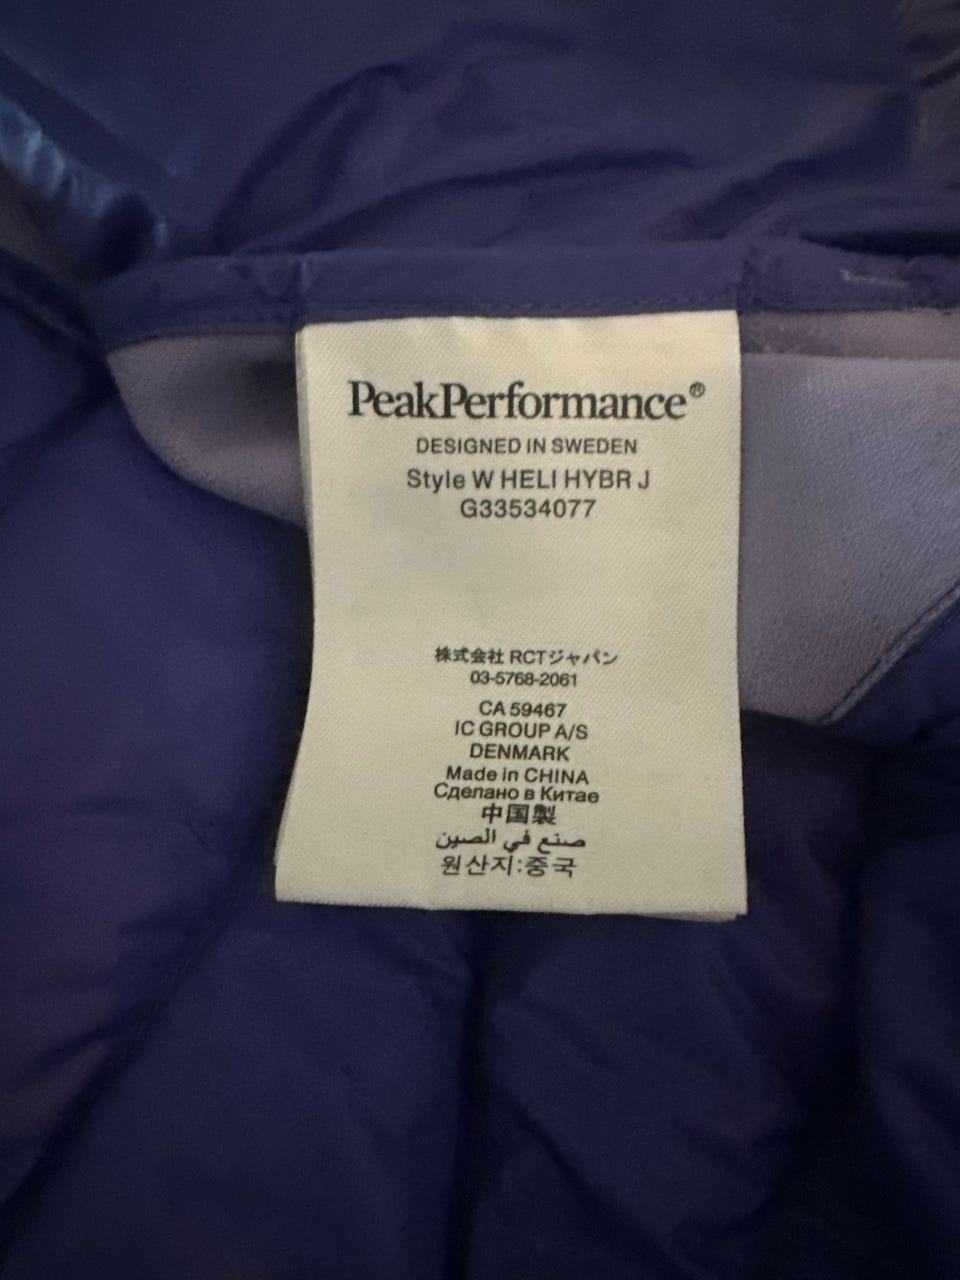 PeakPerformance®
DESIGNED IN SWEDEN
Style W HELI HYBR J
G33534077
株式会社 RCTジャパン
03-5768-2061
CA 59467
IC GROUP A/S
DENMARK
Made in CHINA
Сделано в Китае
中国製
صنع في الصين
원산지:중국